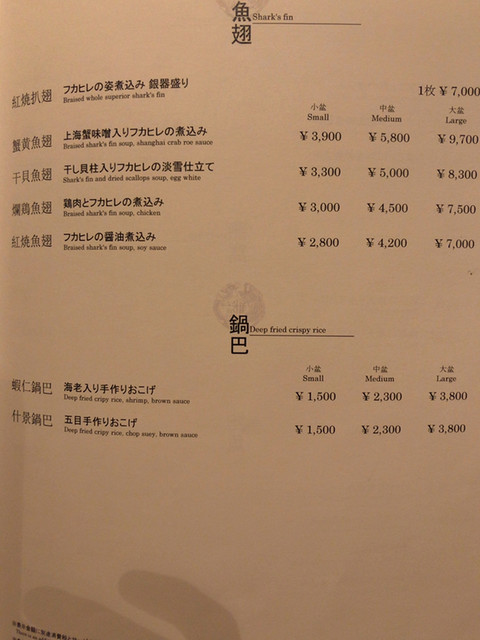 魚翅
Shark's fin
紅燒扒翅 フカヒレの姿煮込み 銀器盛り 1枚 ¥ 7,000
Braised whole superior shark's fin
小盆 中盆 大盆
Small Medium Large
蟹黄魚翅 上海蟹味噌入りフカヒレの煮込み ¥ 3,900 ¥ 5,800 ¥ 9,700
Braised shark's fin soup, shanghai crab roe sauce
干貝魚翅 干し貝柱入りフカヒレの淡雪仕立て ¥ 3,300 ¥ 5,000 ¥ 8,300
Shark's fin and dried scallops soup, egg white
爛鶏魚翅 鶏肉とフカヒレの煮込み ¥ 3,000 ¥ 4,500 ¥ 7,500
Braised shark's fin soup, chicken
紅燒魚翅 フカヒレの醤油煮込み ¥ 2,800 ¥ 4,200 ¥ 7,000
Braised shark's fin soup, soy sauce
鍋巴
Deep fried crispy rice
小盆 中盆 大盆
Small Medium Large
蝦仁鍋巴 海老入り手作りおこげ ¥ 1,500 ¥ 2,300 ¥ 3,800
Deep fried cripy rice, shrimp, brown sauce
什景鍋巴 五目手作りおこげ ¥ 1,500 ¥ 2,300 ¥ 3,800
Deep fried cripy rice, chop suey, brown sauce